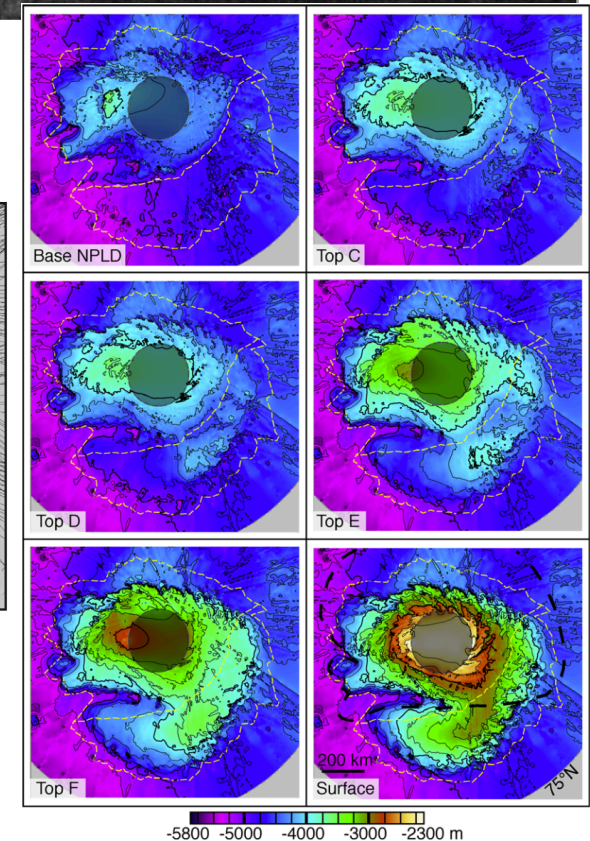 Base NPLD
Top C
Top D
Top E
Top F
200 km
Surface
75°N
-5800 -5000 -4000 -3000 -2300 m